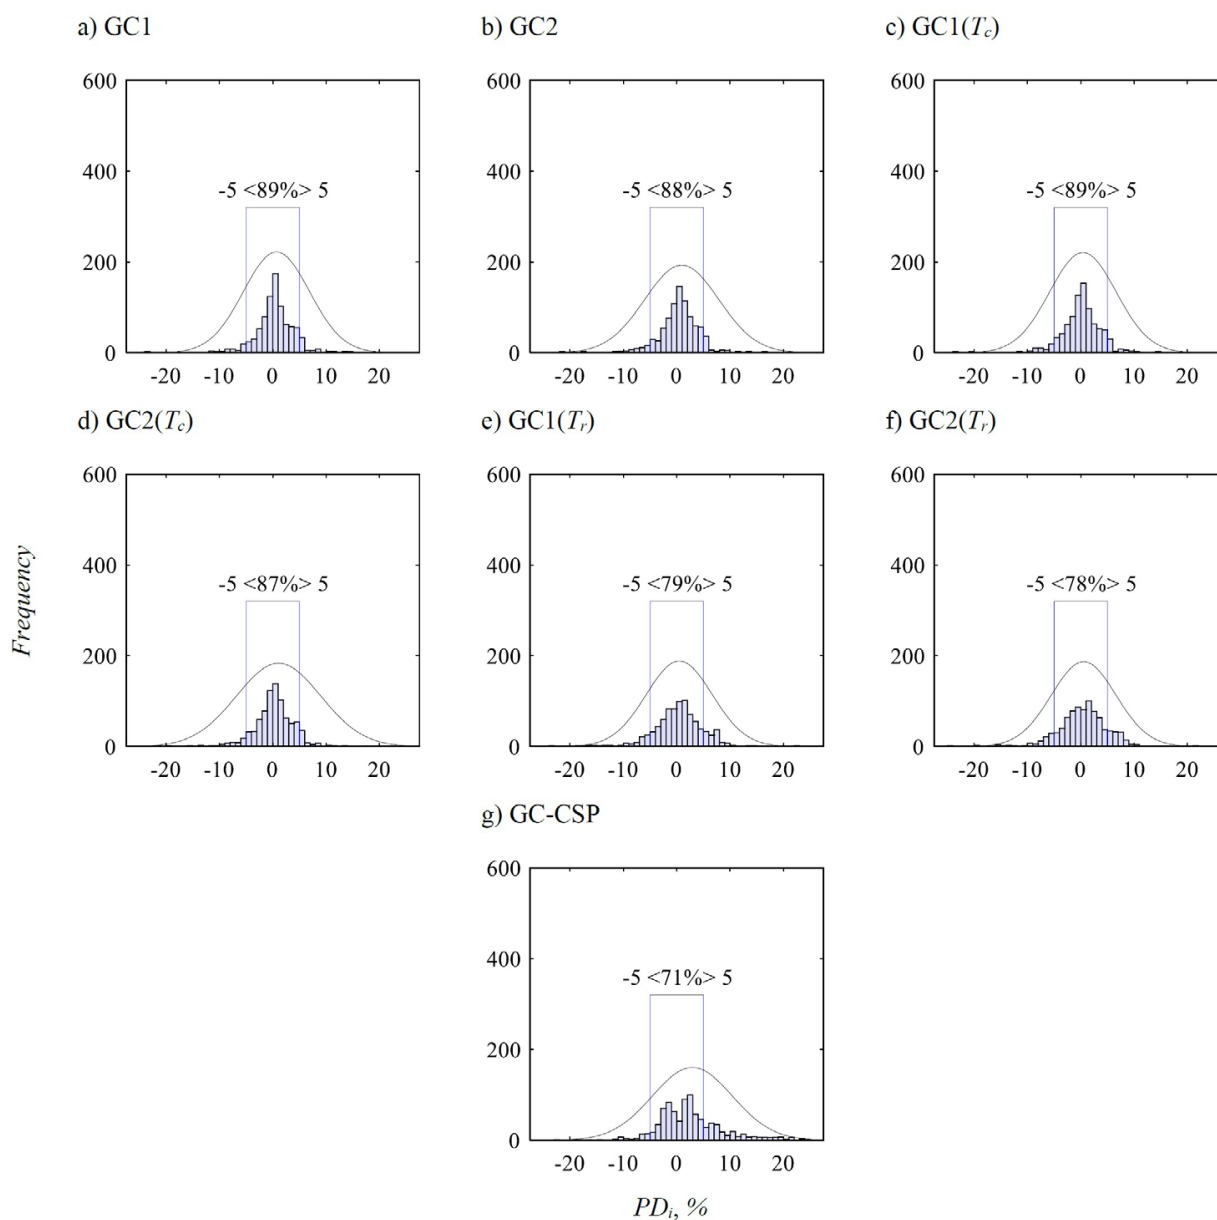 a) GC1
b) GC2
c) GC1(Tc)
600
400
200
0
-5 <89%> 5
-20 -10 0 10 20
600
400
200
0
-5 <88%> 5
-20 -10 0 10 20
600
400
200
0
-5 <89%> 5
-20 -10 0 10 20
d) GC2(Tc)
e) GC1(Tr)
f) GC2(Tr)
Frequency
600
400
200
0
-5 <87%> 5
-20 -10 0 10 20
600
400
200
0
-5 <79%> 5
-20 -10 0 10 20
600
400
200
0
-5 <78%> 5
-20 -10 0 10 20
g) GC-CSP
600
400
200
0
-5 <71%> 5
-20 -10 0 10 20
PDi, %